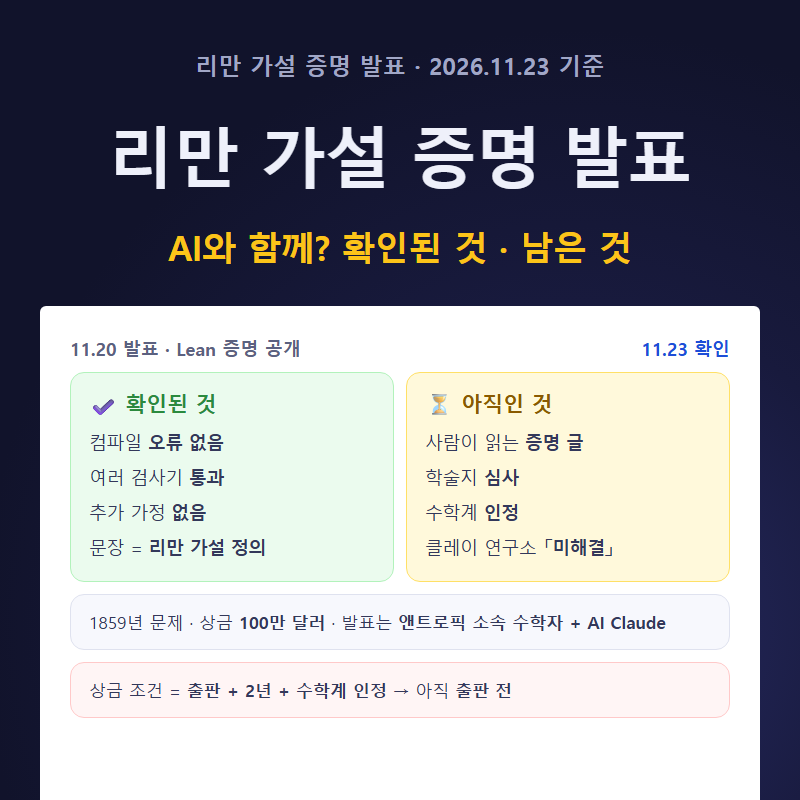 리만 가설 증명 발표 · 2026.11.23 기준
리만 가설 증명 발표
AI와 함께? 확인된 것 · 남은 것
11.20 발표 · Lean 증명 공개
11.23 확인
✔ 확인된 것
컴파일 오류 없음
여러 검사기 통과
추가 가정 없음
문장 = 리만 가설 정의
⏳ 아직인 것
사람이 읽는 증명 글
학술지 심사
수학계 인정
클레이 연구소 「미해결」
1859년 문제 · 상금 100만 달러 · 발표는 앤트로픽 소속 수학자 + AI Claude
상금 조건 = 출판 + 2년 + 수학계 인정 → 아직 출판 전